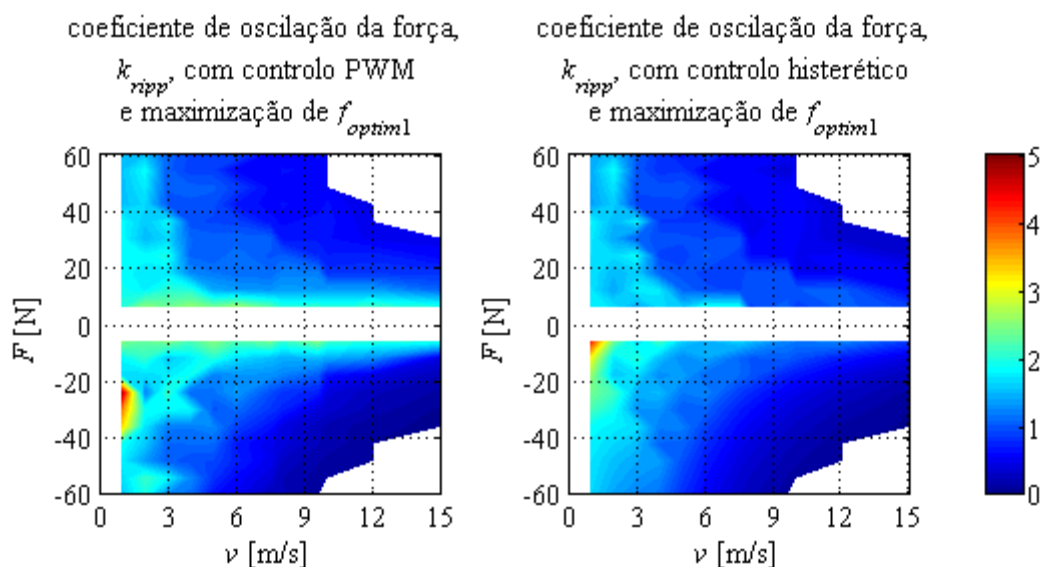 coeficiente de oscilação da força,
k_ripp, com controlo PWM
e maximização de f_optim1
coeficiente de oscilação da força,
k_ripp, com controlo histerético
e maximização de f_optim1
60
40
20
0
-20
-40
-60
F [N]
0 3 6 9 12 15
v [m/s]
60
40
20
0
-20
-40
-60
F [N]
0 3 6 9 12 15
v [m/s]
5
4
3
2
1
0